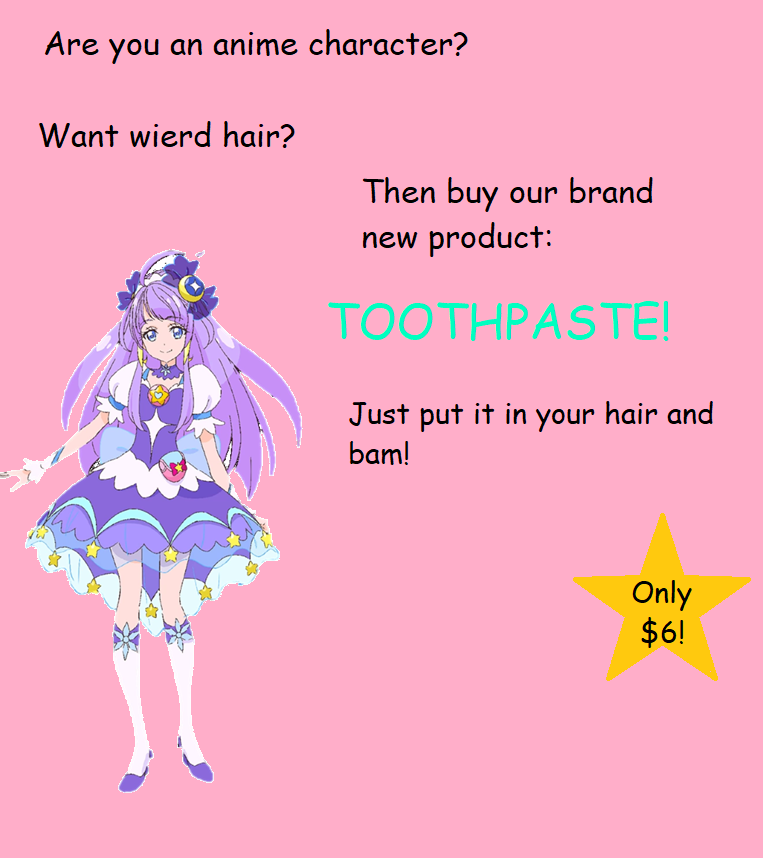 Are you an anime character?
Want wierd hair?
Then buy our brand
new product:
TOOTHPASTE!
Just put it in your hair and
bam!
Only
$6!